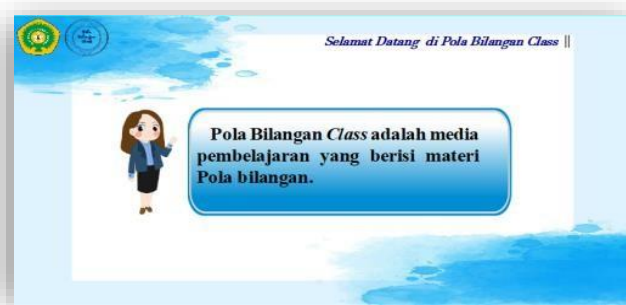 Selamat Datang di Pola Bilangan Class ||
Pola Bilangan Class adalah media
pembelajaran yang berisi materi
Pola bilangan.